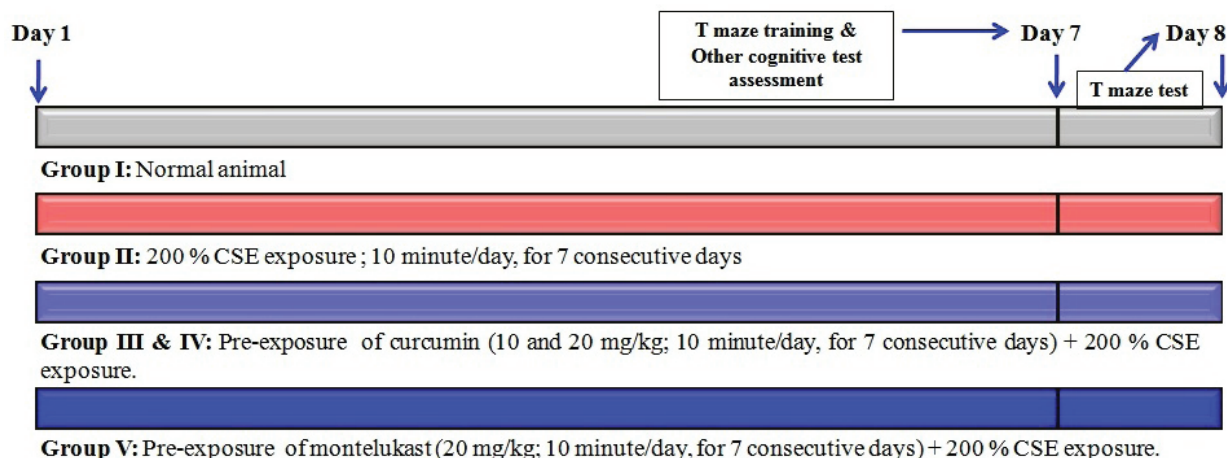 Day 1
T maze training &
Other cognitive test
assessment
Day 7
Day 8
T maze test
Group I: Normal animal
Group II: 200 % CSE exposure ; 10 minute/day, for 7 consecutive days
Group III & IV: Pre-exposure of curcumin (10 and 20 mg/kg; 10 minute/day, for 7 consecutive days) + 200 % CSE
exposure.
Group V: Pre-exposure of montelukast (20 mg/kg; 10 minute/day, for 7 consecutive days) + 200 % CSE exposure.